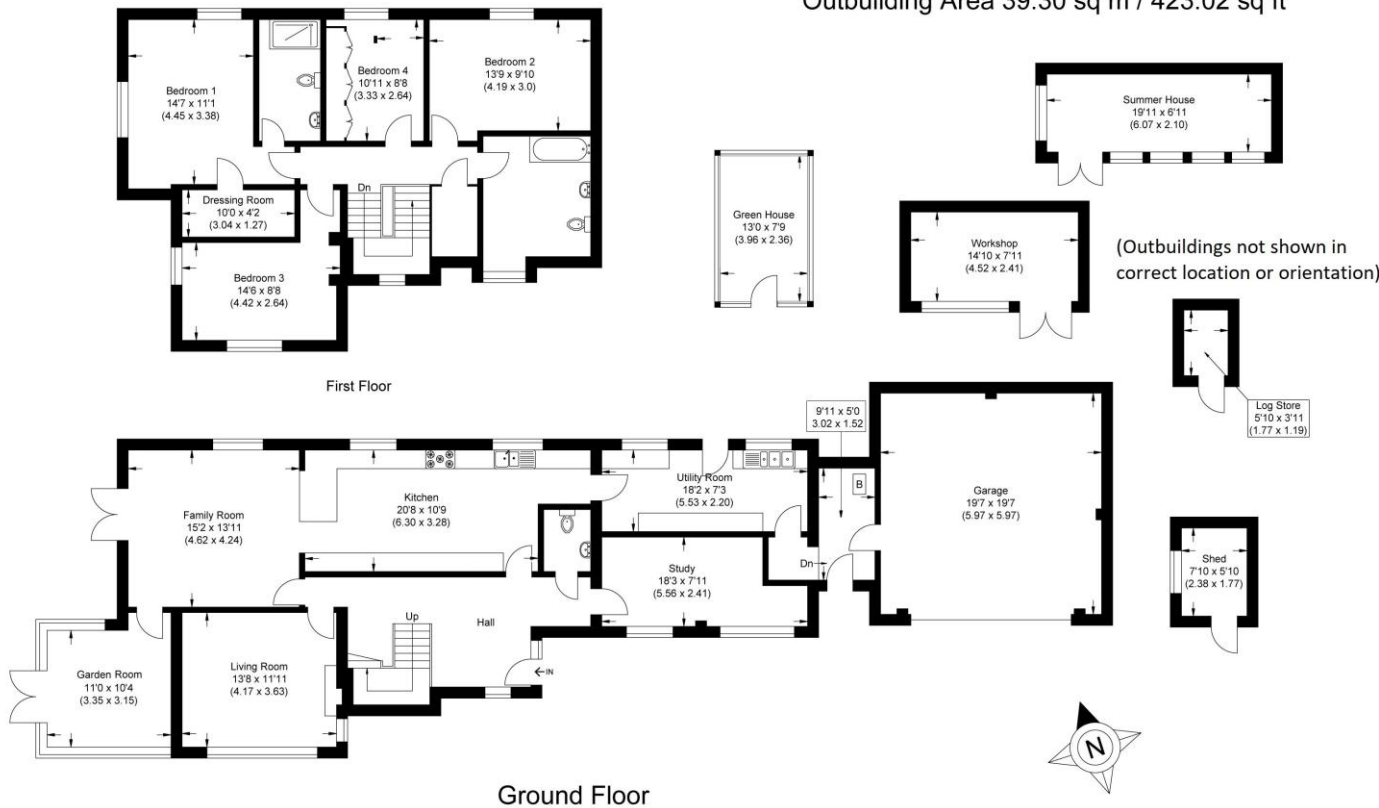 Outbuilding Area 39.30 sq m / 423.02 sq ft
Bedroom 1
14'7 x 11'1
(4.45 x 3.38)
Bedroom 4
10'11 x 8'8
(3.33 x 2.64)
Bedroom 2
13'9 x 9'10
(4.19 x 3.0)
Dn
Dressing Room
10'0 x 4'2
(3.04 x 1.27)
Bedroom 3
14'6 x 8'8
(4.42 x 2.64)
First Floor
Summer House
19'11 x 6'11
(6.07 x 2.10)
Green House
13'0 x 7'9
(3.96 x 2.36)
Workshop
14'10 x 7'11
(4.52 x 2.41)
(Outbuildings not shown in
correct location or orientation)
Log Store
5'10 x 3'11
(1.77 x 1.19)
Shed
7'10 x 5'10
(2.38 x 1.77)
9'11 x 5'0
3.02 x 1.52
B
Garage
19'7 x 19'7
(5.97 x 5.97)
Utility Room
18'2 x 7'3
(5.53 x 2.20)
Kitchen
20'8 x 10'9
(6.30 x 3.28)
Family Room
15'2 x 13'11
(4.62 x 4.24)
Study
18'3 x 7'11
(5.56 x 2.41)
Dn
Up
Hall
IN
Garden Room
11'0 x 10'4
(3.35 x 3.15)
Living Room
13'8 x 11'11
(4.17 x 3.63)
N
Ground Floor